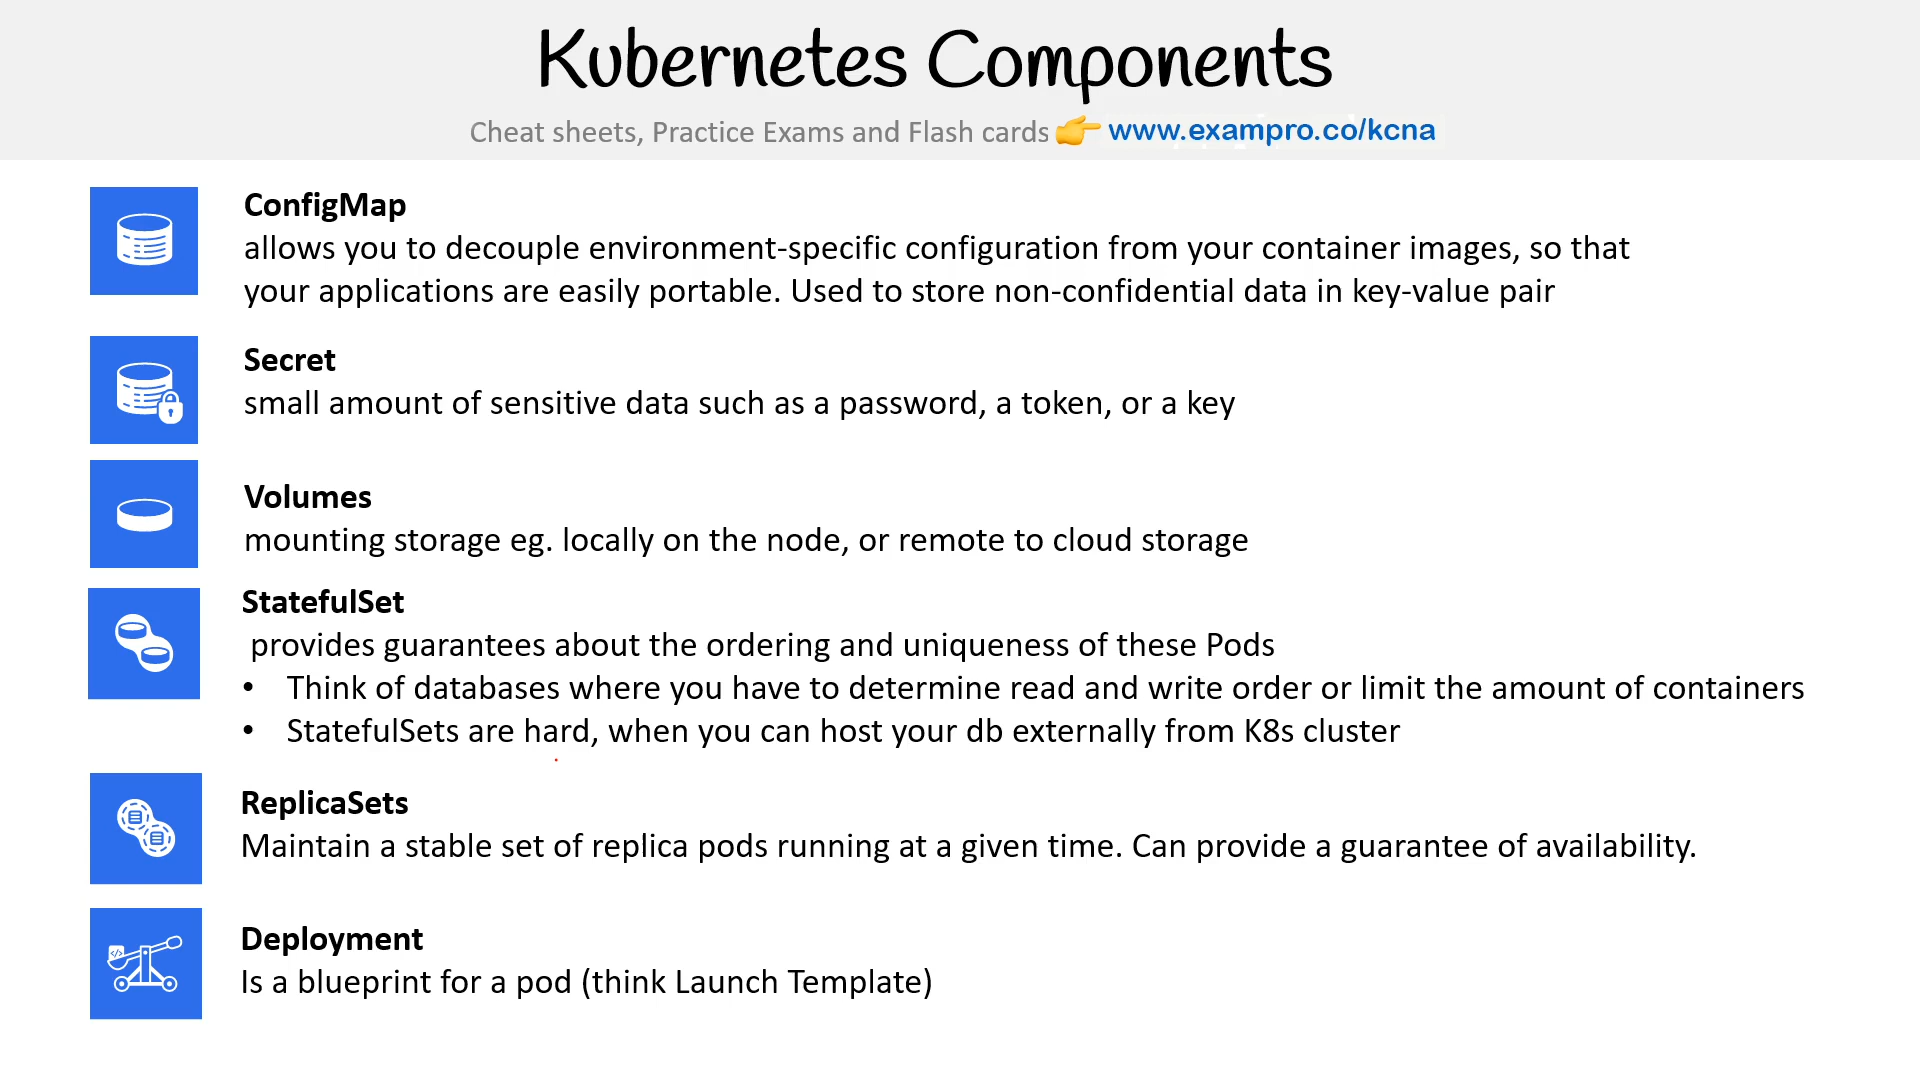 Kubernetes Components
Cheat sheets, Practice Exams and Flash cards 👉 www.exampro.co/kcna
ConfigMap
allows you to decouple environment-specific configuration from your container images, so that
your applications are easily portable. Used to store non-confidential data in key-value pair
Secret
small amount of sensitive data such as a password, a token, or a key
Volumes
mounting storage eg. locally on the node, or remote to cloud storage
StatefulSet
provides guarantees about the ordering and uniqueness of these Pods
• Think of databases where you have to determine read and write order or limit the amount of containers
• StatefulSets are hard, when you can host your db externally from K8s cluster
ReplicaSets
Maintain a stable set of replica pods running at a given time. Can provide a guarantee of availability.
Deployment
Is a blueprint for a pod (think Launch Template)